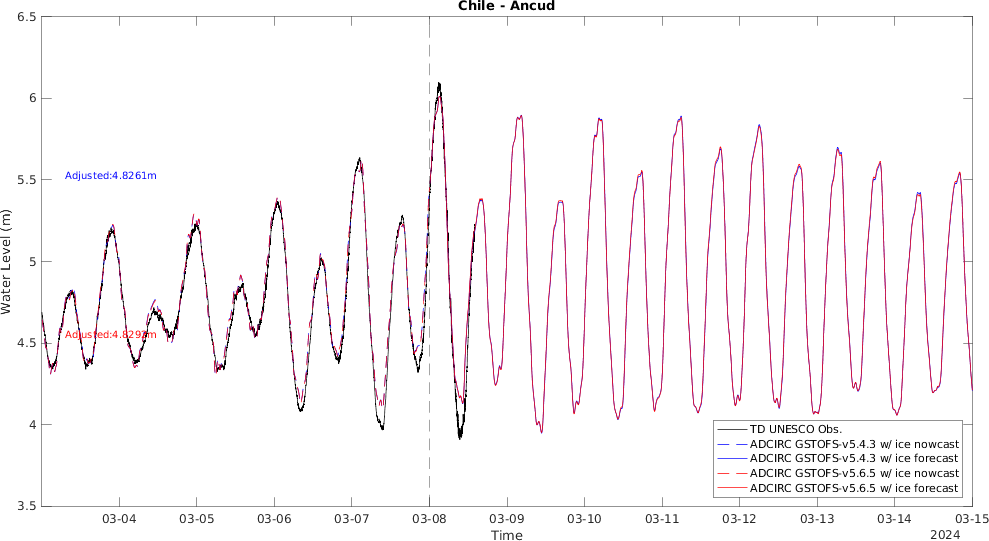 Chile - Ancud
6.5
6
5.5
5
4.5
4
3.5
Water Level (m)
Adjusted:4.8261m
03-04
03-05
03-06
03-07
03-08
03-09
03-10
03-11
03-12
03-13
03-14
03-15
Time
2024
TD UNESCO Obs.
ADCIRC GSTOFS-v5.4.3 w/ ice nowcast
ADCIRC GSTOFS-v5.4.3 w/ ice forecast
ADCIRC GSTOFS-v5.6.5 w/ ice nowcast
ADCIRC GSTOFS-v5.6.5 w/ ice forecast